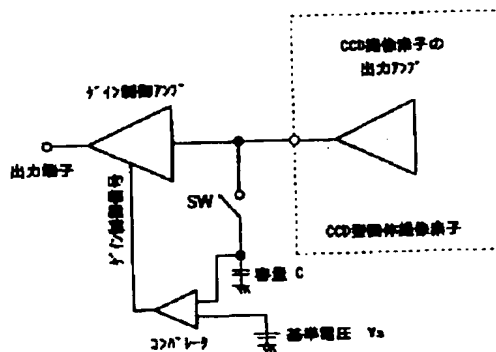 CCD撮像素子の
出力アンプ
ゲイン制御アンプ
出力端子
ゲイン制御信号
SW
CCD型固体撮像素子
容量 C
コンパレータ
基準電圧 Va